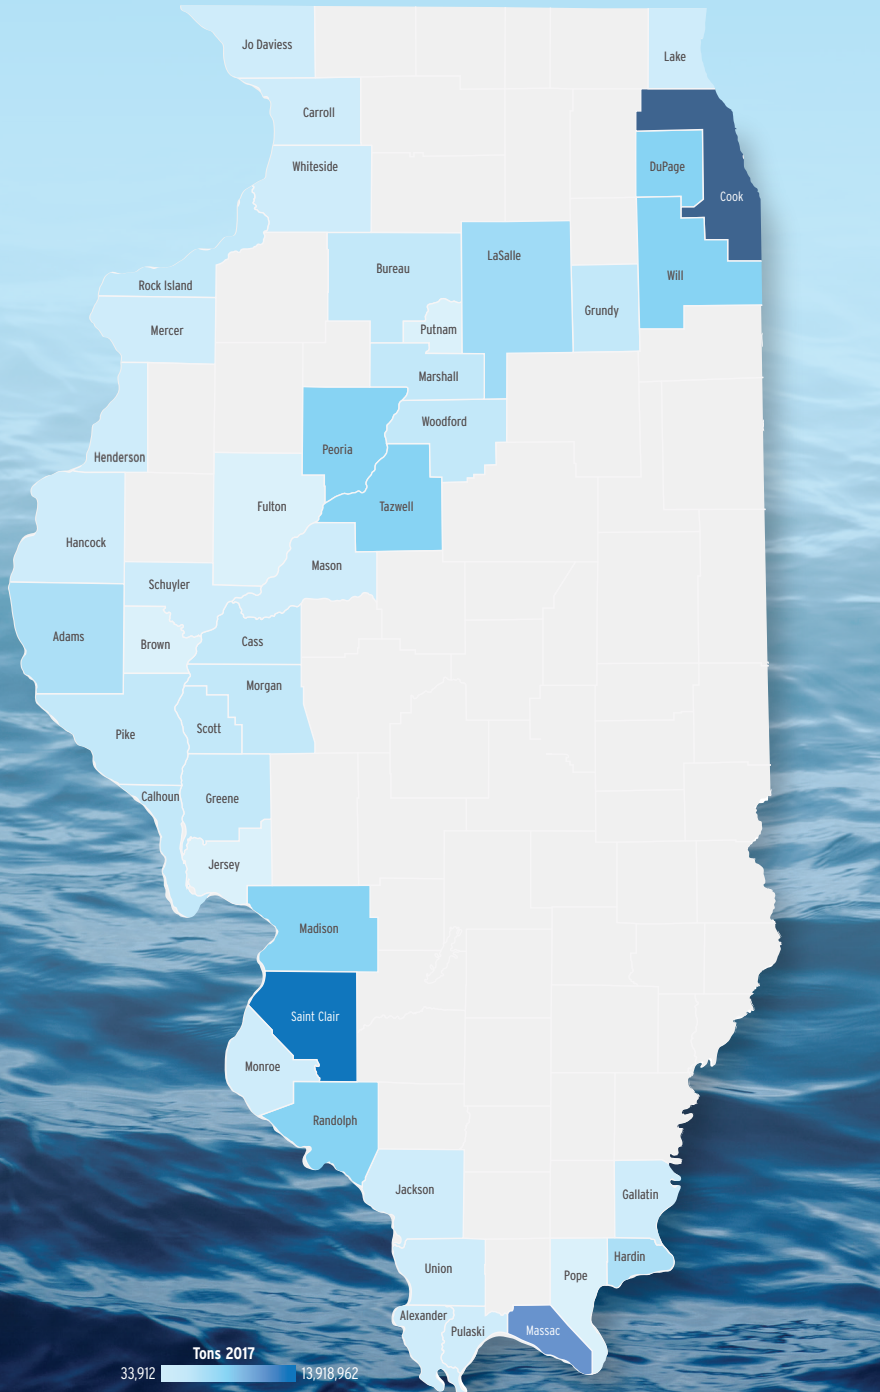 Jo Daviess
Lake
Carroll
Whiteside
DuPage
Cook
LaSalle
Bureau
Will
Rock Island
Grundy
Mercer
Putnam
Marshall
Woodford
Peoria
Henderson
Fulton
Tazwell
Hancock
Mason
Schuyler
Adams
Brown
Cass
Morgan
Scott
Pike
Calhoun
Greene
Jersey
Madison
Saint Clair
Monroe
Randolph
Jackson
Gallatin
Hardin
Union
Pope
Alexander
Pulaski
Massac
Tons 2017
33,912 13,918,962